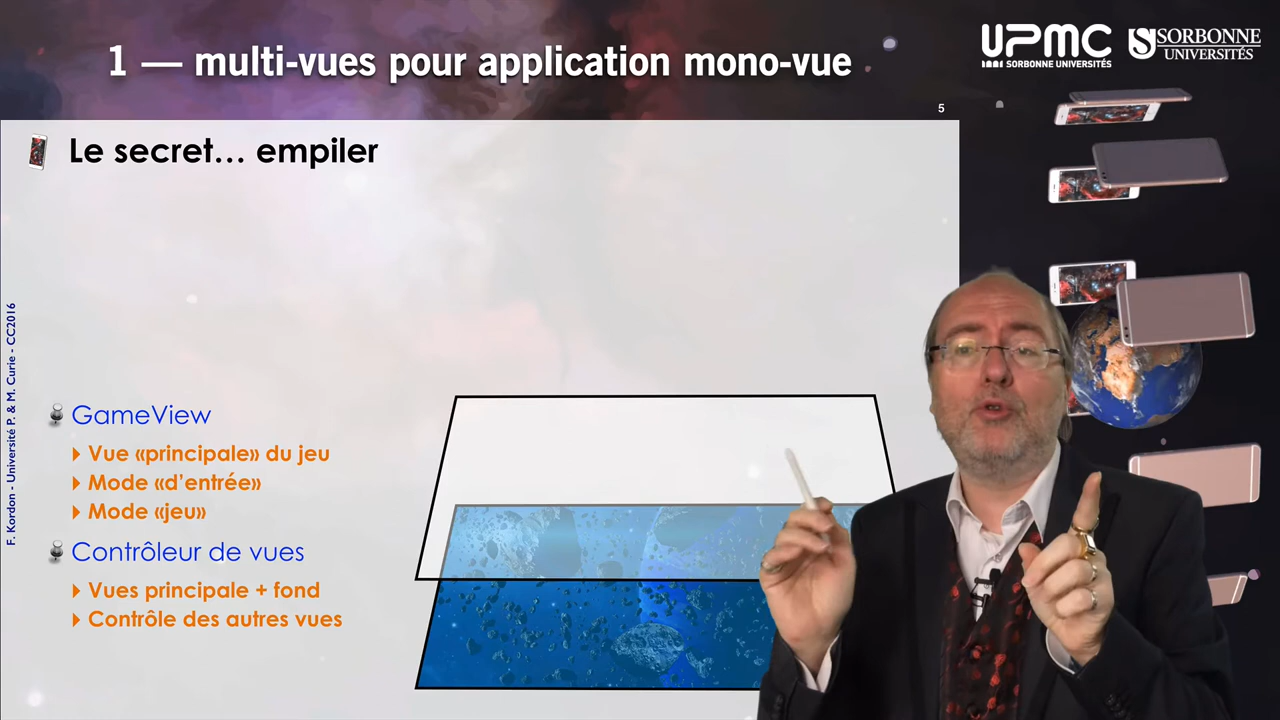 1 — multi-vues pour application mono-vue
UPMC
SORBONNE UNIVERSITÉS
SORBONNE
UNIVERSITÉS
5
Le secret… empiler
GameView
Vue «principale» du jeu
Mode «d'entrée»
Mode «jeu»
Contrôleur de vues
Vues principale + fond
Contrôle des autres vues
F. Kordon - Université P. & M. Curie - CC2016